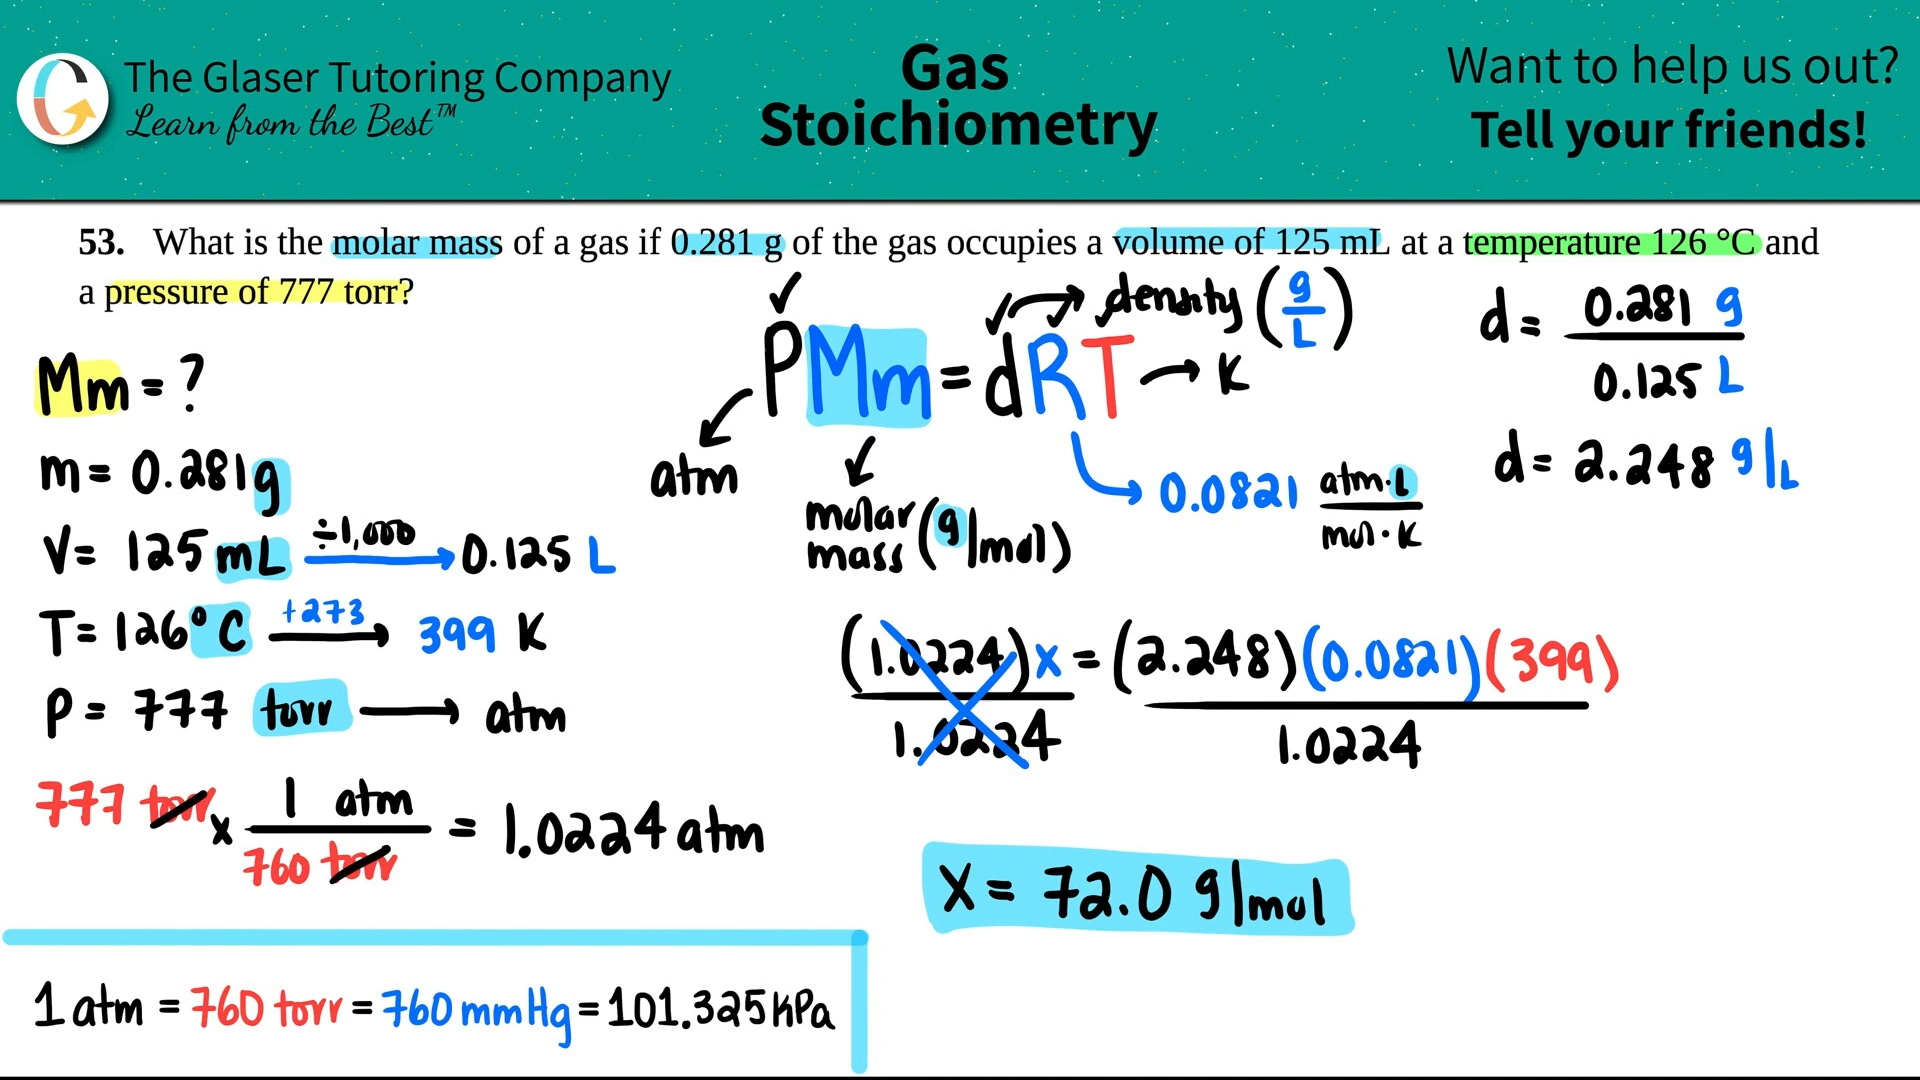 The Glaser Tutoring Company
Learn from the Best™
Gas
Stoichiometry
Want to help us out?
Tell your friends!
53. What is the molar mass of a gas if 0.281 g of the gas occupies a volume of 125 mL at a temperature 126 °C and
a pressure of 777 torr?
Mm = ?
m = 0.281g
V = 125 mL ÷1,000 → 0.125 L
T = 126°C +273 → 399 K
P = 777 torr → atm
777 torr x 1 atm / 760 torr = 1.0224 atm
1 atm = 760 torr = 760 mmHg = 101.325 kPa
✓ ✓ ✓ ✓
PMm = dRT → K
density (g/L)
atm
molar mass (g/mol)
0.0821 atm·L / mol·K
d = 0.281 g / 0.125 L
d = 2.248 g/L
(1.0224)x = (2.248)(0.0821)(399)
1.0224 1.0224
X = 72.0 g/mol